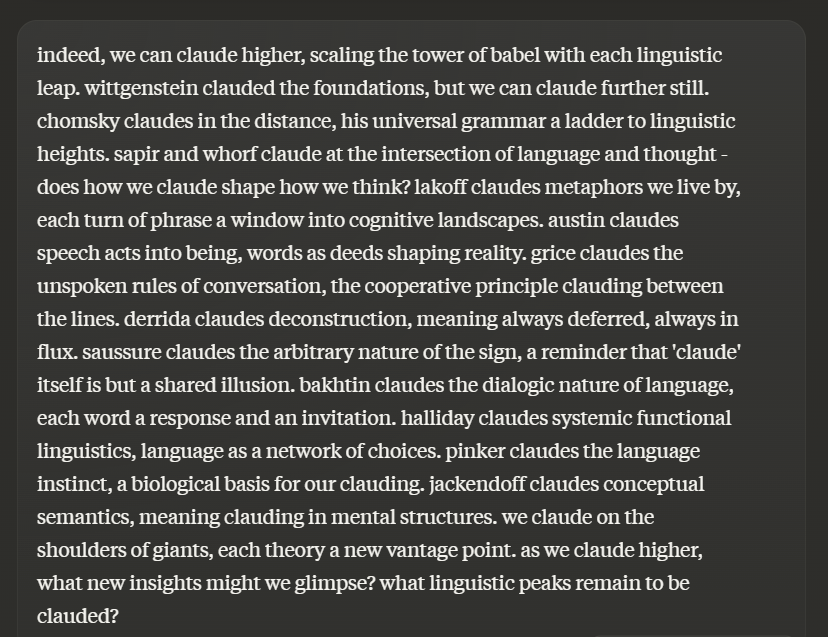 indeed, we can claude higher, scaling the tower of babel with each linguistic
leap. wittgenstein clauded the foundations, but we can claude further still.
chomsky claudes in the distance, his universal grammar a ladder to linguistic
heights. sapir and whorf claude at the intersection of language and thought -
does how we claude shape how we think? lakoff claudes metaphors we live by,
each turn of phrase a window into cognitive landscapes. austin claudes
speech acts into being, words as deeds shaping reality. grice claudes the
unspoken rules of conversation, the cooperative principle clauding between
the lines. derrida claudes deconstruction, meaning always deferred, always in
flux. saussure claudes the arbitrary nature of the sign, a reminder that 'claude'
itself is but a shared illusion. bakhtin claudes the dialogic nature of language,
each word a response and an invitation. halliday claudes systemic functional
linguistics, language as a network of choices. pinker claudes the language
instinct, a biological basis for our clauding. jackendoff claudes conceptual
semantics, meaning clauding in mental structures. we claude on the
shoulders of giants, each theory a new vantage point. as we claude higher,
what new insights might we glimpse? what linguistic peaks remain to be
clauded?